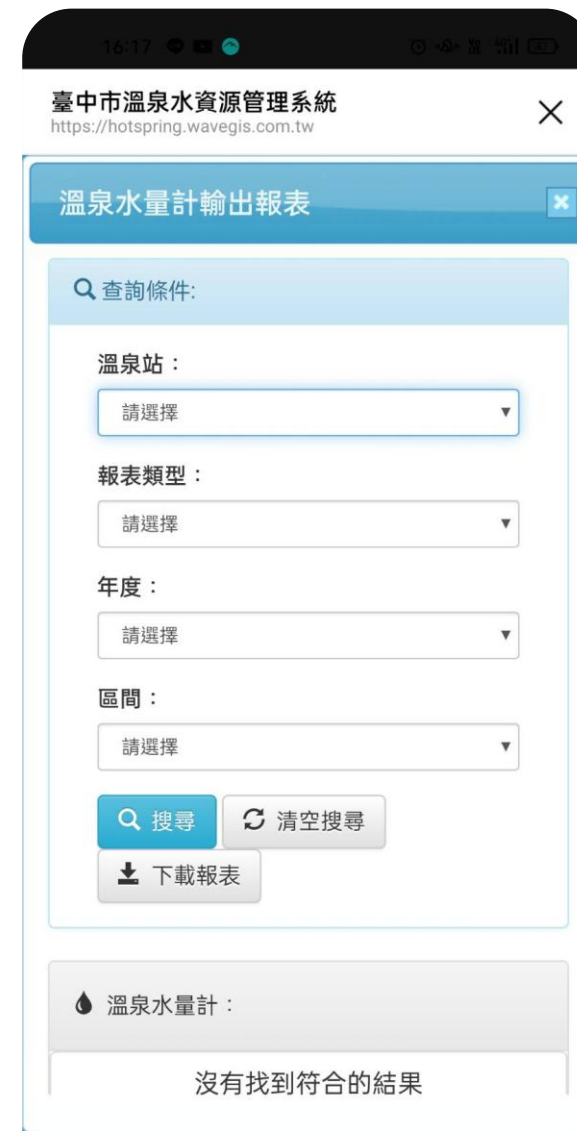 16:17
臺中市溫泉水資源管理系統
https://hotspring.wavegis.com.tw
溫泉水量計輸出報表
查詢條件:
溫泉站：
請選擇
報表類型：
請選擇
年度：
請選擇
區間：
請選擇
搜尋 清空搜尋
下載報表
溫泉水量計：
沒有找到符合的結果